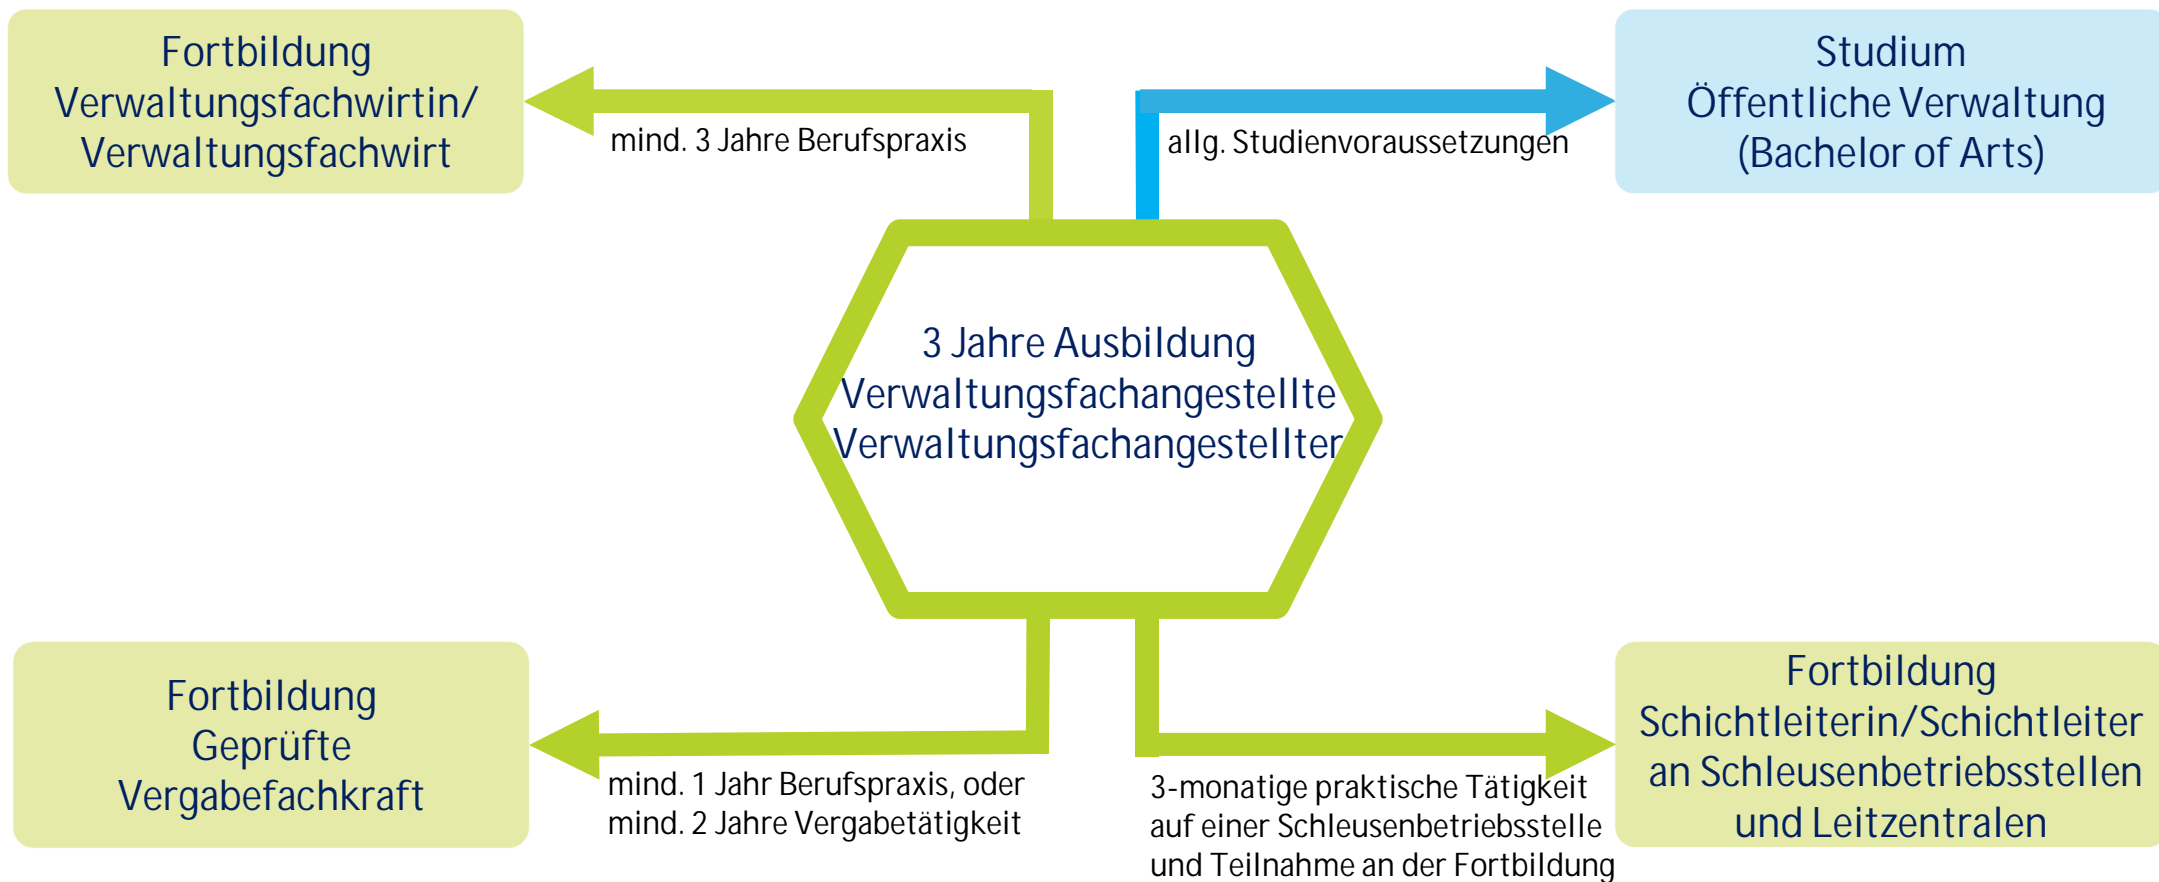 Fortbildung
Verwaltungsfachwirtin/
Verwaltungsfachwirt
mind. 3 Jahre Berufspraxis
allg. Studienvoraussetzungen
Studium
Öffentliche Verwaltung
(Bachelor of Arts)
3 Jahre Ausbildung
Verwaltungsfachangestellte
Verwaltungsfachangestellter
Fortbildung
Geprüfte
Vergabefachkraft
mind. 1 Jahr Berufspraxis, oder
mind. 2 Jahre Vergabetätigkeit
3-monatige praktische Tätigkeit
auf einer Schleusenbetriebsstelle
und Teilnahme an der Fortbildung
Fortbildung
Schichtleiterin/Schichtleiter
an Schleusenbetriebsstellen
und Leitzentralen